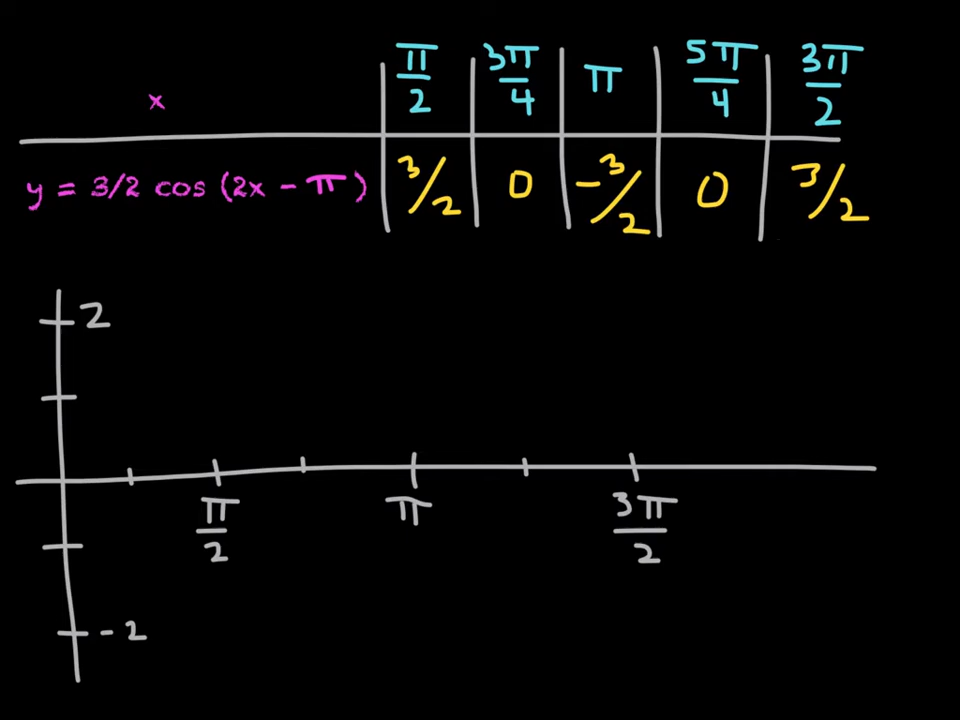 x π/2 3π/4 π 5π/4 3π/2
y = 3/2 cos (2x - π) 3/2 0 -3/2 0 3/2
2
π/2 π 3π/2
-2